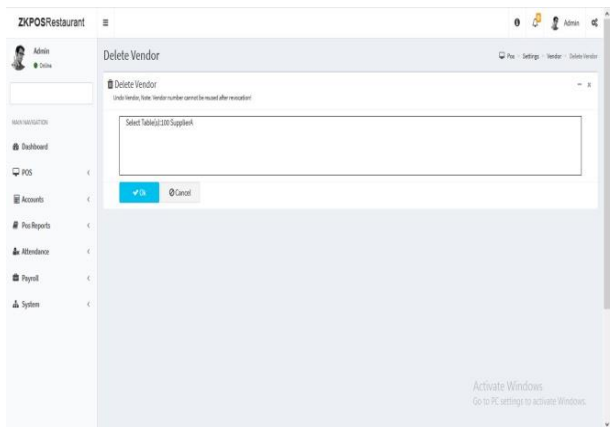 ZKPOSRestaurant
Admin
Admin
Online
Delete Vendor
Pos - Settings - Vendor - Delete Vendor
Delete Vendor
Undo Vendor, Note: Vendor number cannot be reused after revocation!
Select Table(s):100 SupplierA
Ok
Cancel
MAIN NAVIGATION
Dashboard
POS
Accounts
Pos Reports
Attendance
Payroll
System
Activate Windows
Go to PC settings to activate Windows.